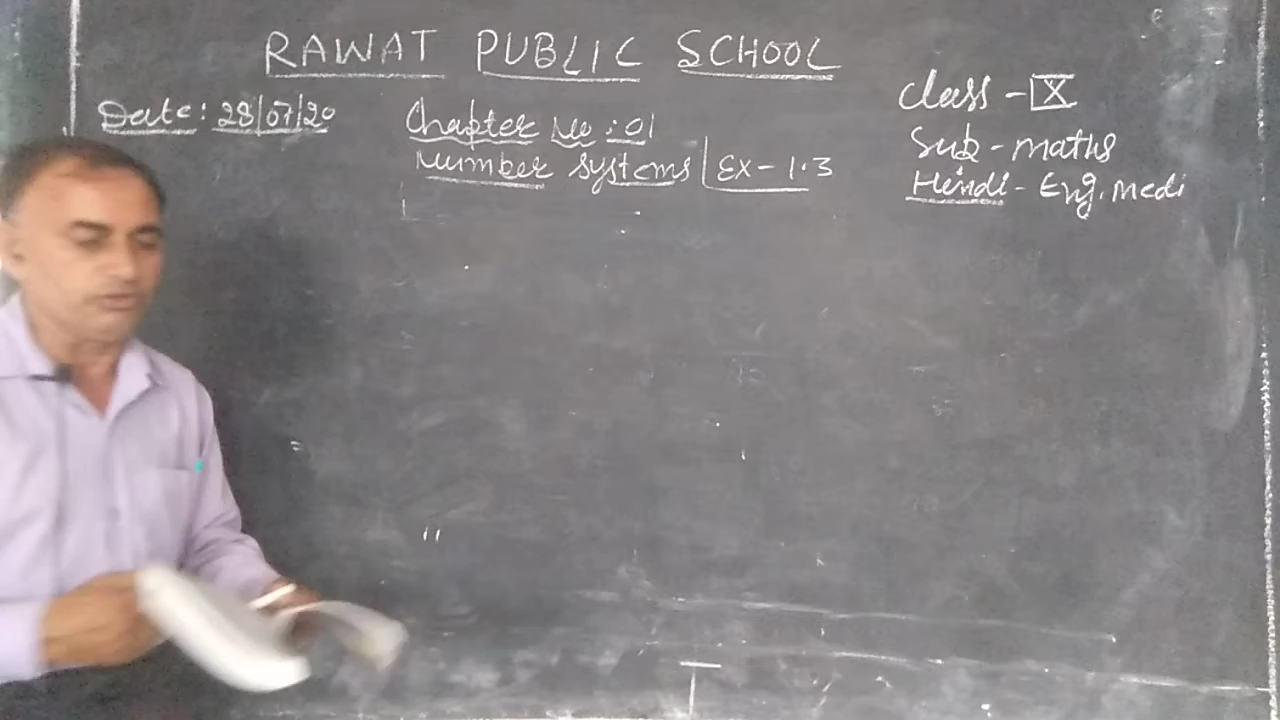 RAWAT PUBLIC SCHOOL
Date: 28/07/20
Chapter No : 01
Number Systems | Ex - 1.3
Class - IX
Sub - maths
Hindi - Eng. medi